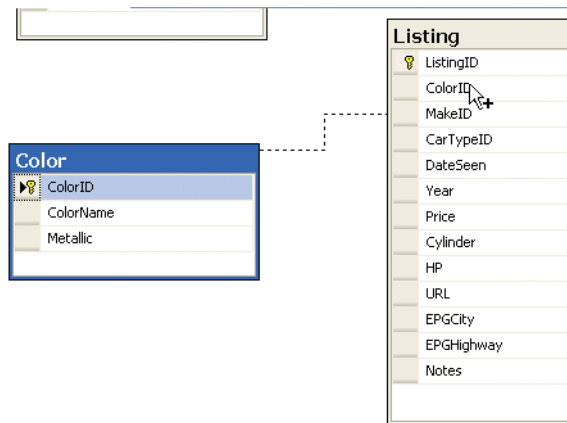 Listing
ListingID
ColorID
MakeID
CarTypeID
DateSeen
Year
Price
Cylinder
HP
URL
EPGCity
EPGHighway
Notes
Color
ColorID
ColorName
Metallic